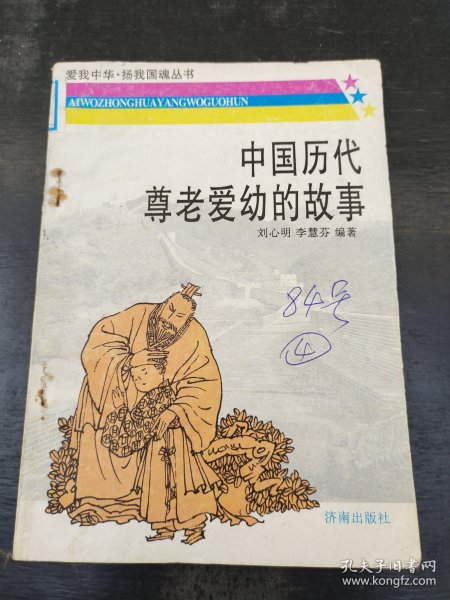 爱我中华·扬我国魂丛书
AIWOZHONGHUAYANGWOGUOHUN
中国历代
尊老爱幼的故事
刘心明 李慧芬 编著
84号
④
济南出版社
孔夫子旧书网
www.kongfz.com